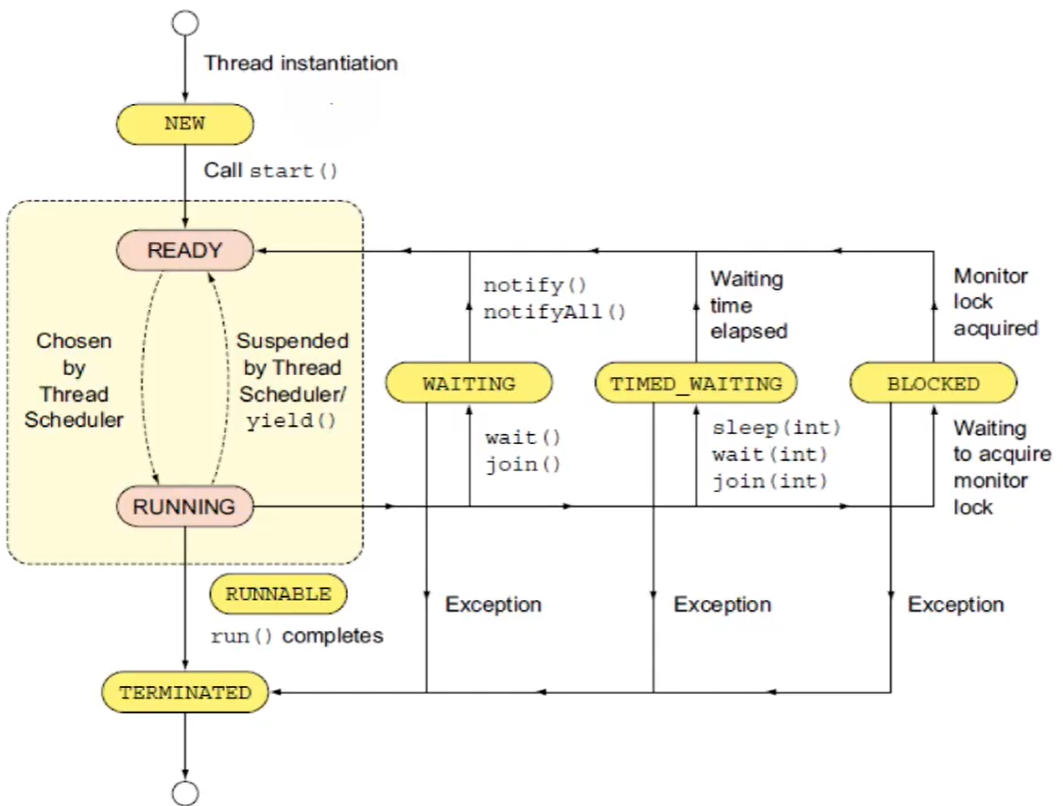 Thread instantiation
NEW
Call start()
READY
Chosen
by
Thread
Scheduler
Suspended
by Thread
Scheduler/
yield()
notify()
notifyAll()
Waiting
time
elapsed
Monitor
lock
acquired
WAITING
TIMED_WAITING
BLOCKED
wait()
join()
sleep(int)
wait(int)
join(int)
Waiting
to acquire
monitor
lock
RUNNING
RUNNABLE
run() completes
Exception
Exception
Exception
TERMINATED